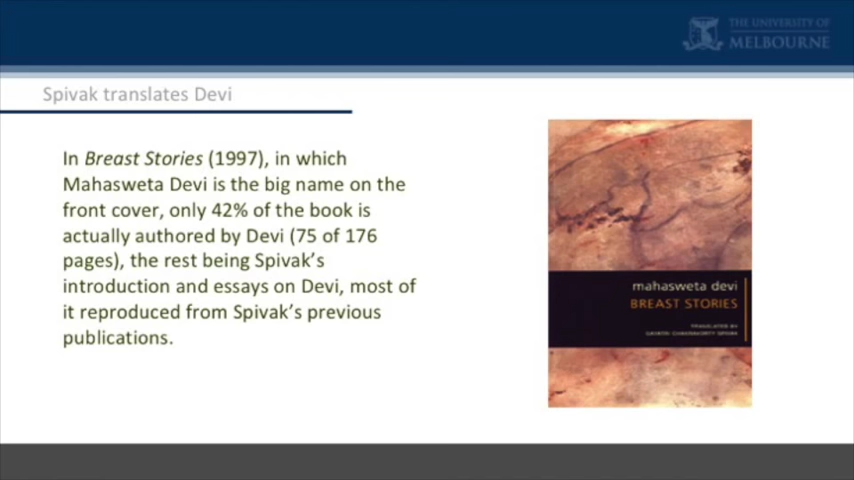 THE UNIVERSITY OF
MELBOURNE
Spivak translates Devi
In Breast Stories (1997), in which
Mahasweta Devi is the big name on the
front cover, only 42% of the book is
actually authored by Devi (75 of 176
pages), the rest being Spivak’s
introduction and essays on Devi, most of
it reproduced from Spivak’s previous
publications.
mahasweta devi
BREAST STORIES
TRANSLATED BY
GAYATRI CHAKRAVORTY SPIVAK